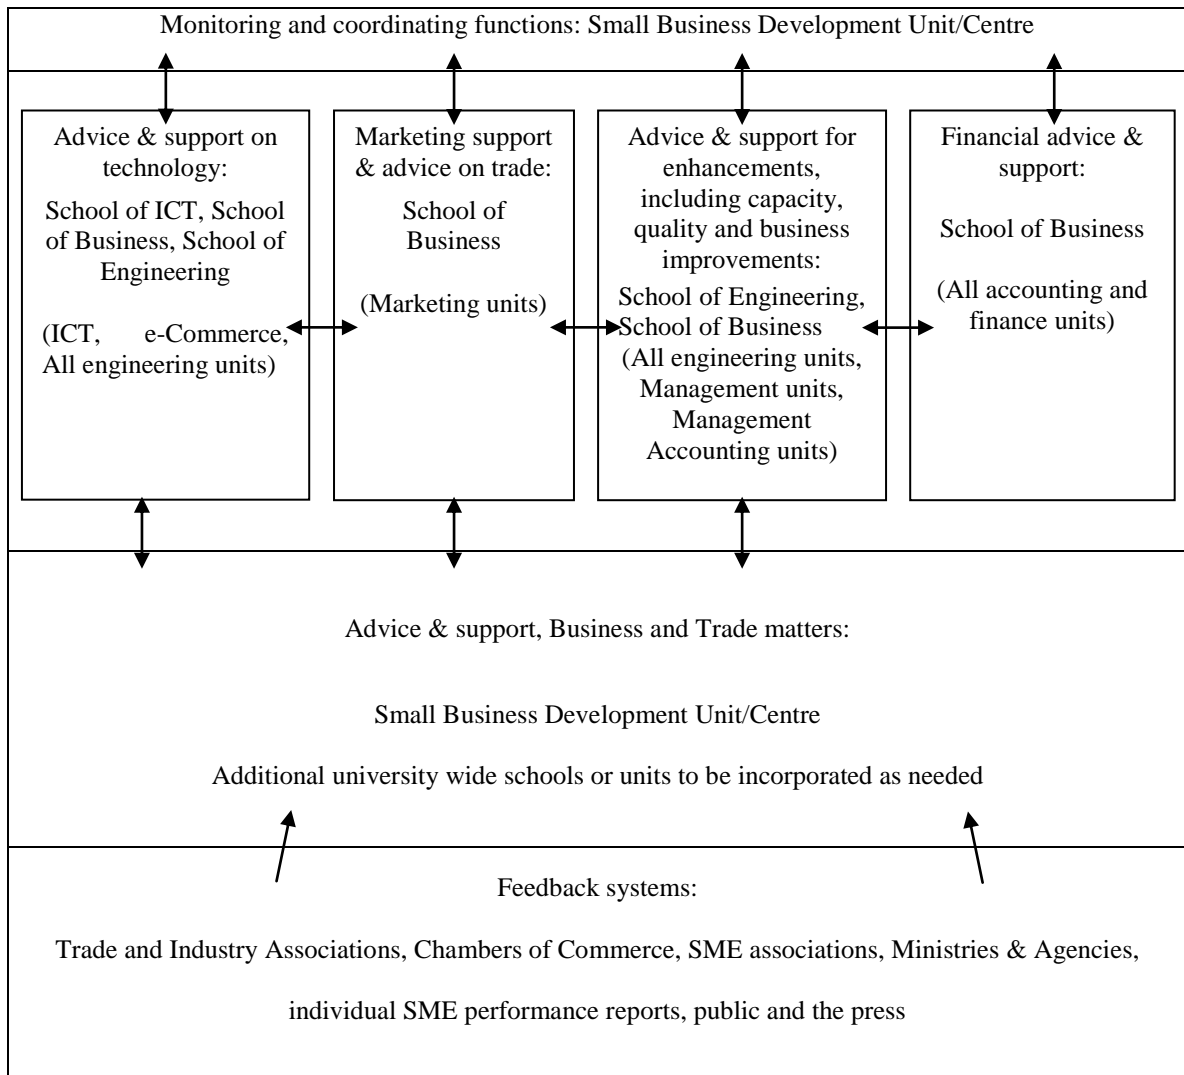 Monitoring and coordinating functions: Small Business Development Unit/Centre
Advice & support on
technology:
School of ICT, School
of Business, School of
Engineering
(ICT, e-Commerce,
All engineering units)
Marketing support
& advice on trade:
School of
Business
(Marketing units)
Advice & support for
enhancements,
including capacity,
quality and business
improvements:
School of Engineering,
School of Business
(All engineering units,
Management units,
Management
Accounting units)
Financial advice &
support:
School of Business
(All accounting and
finance units)
Advice & support, Business and Trade matters:
Small Business Development Unit/Centre
Additional university wide schools or units to be incorporated as needed
Feedback systems:
Trade and Industry Associations, Chambers of Commerce, SME associations, Ministries & Agencies,
individual SME performance reports, public and the press